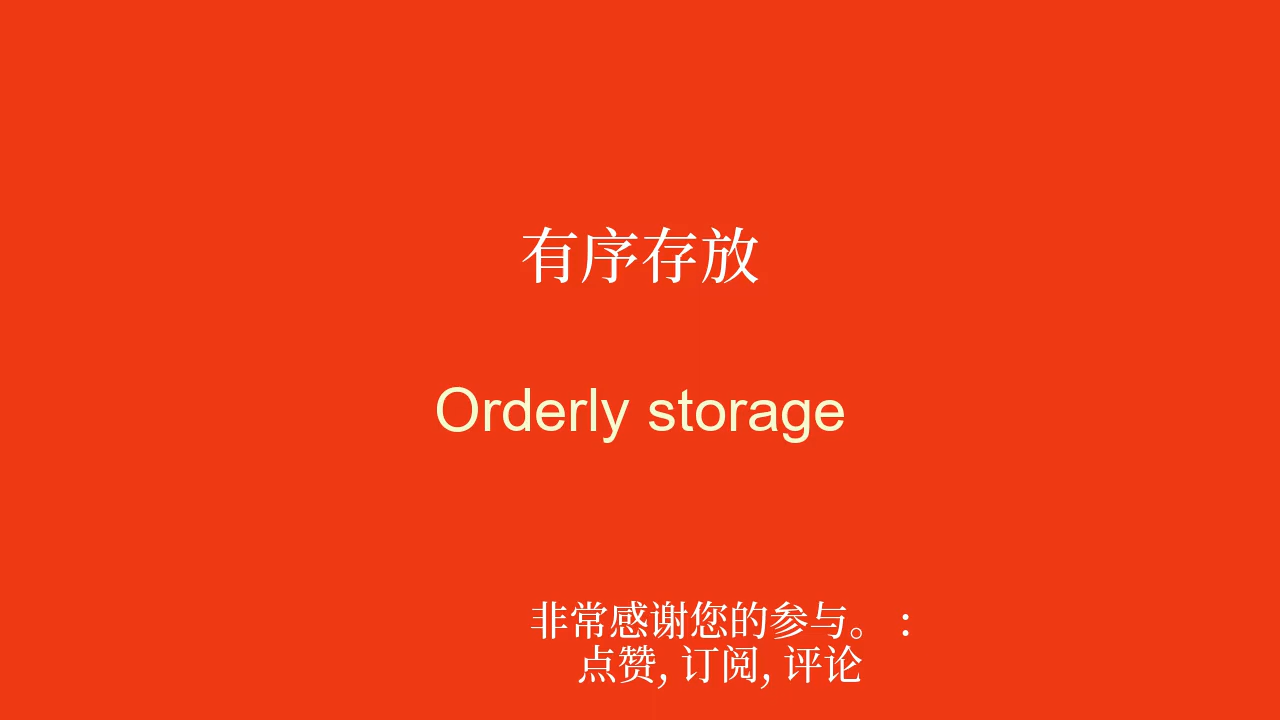 有序存放
Orderly storage
非常感谢您的参与。 :
点赞, 订阅, 评论